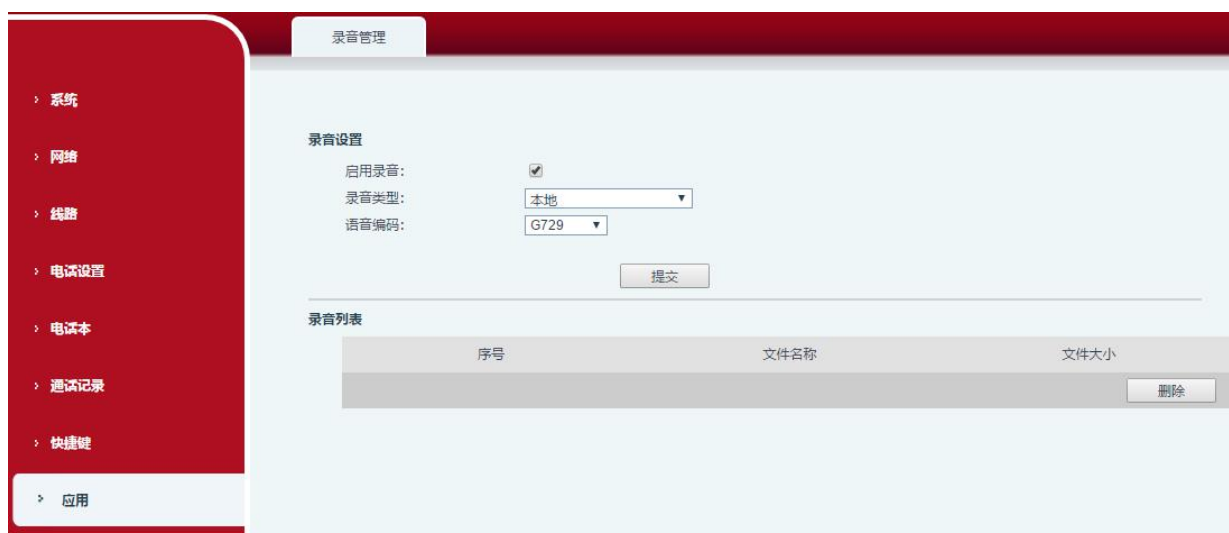 录音管理
系统
网络
线路
电话设置
电话本
通话记录
快捷键
应用
录音设置
启用录音:
录音类型: 本地
语音编码: G729
提交
录音列表
序号 文件名称 文件大小
删除